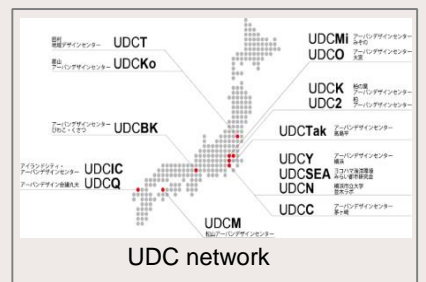 田村
地域デザインセンター UDCT
郡山
アーバンデザインセンター UDCKo
アーバンデザインセンター
びわこ・くさつ UDCBK
アイランドシティ・
アーバンデザインセンター UDCIC
アーバンデザイン会議九大 UDCQ
UDCM
松山アーバンデザインセンター
UDCMi アーバンデザインセンター
みその
UDCO アーバンデザインセンター
大宮
UDCK 柏の葉
アーバンデザインセンター
UDC2 柏
アーバンデザインセンター
UDCTak アーバンデザインセンター
高島平
UDCY アーバンデザインセンター
横浜
UDCSEA ヨコハマ海洋環境
みらい都市研究会
UDCN 横浜市立大学
並木ラボ
UDCC アーバンデザインセンター
茅ヶ崎
UDC network